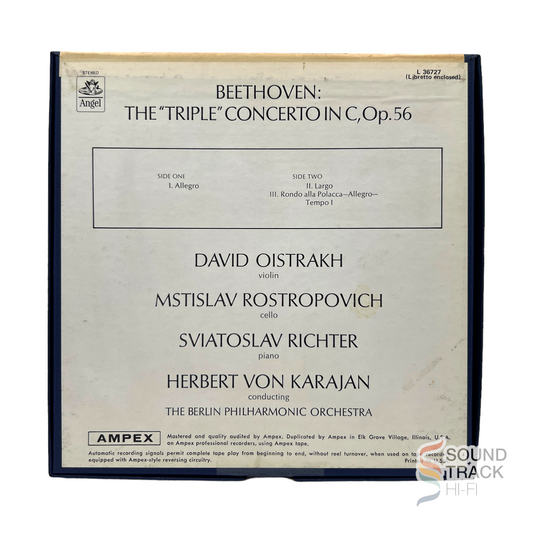 STEREO
Angel
L 36727
(Libretto enclosed)
BEETHOVEN:
THE "TRIPLE" CONCERTO IN C, Op. 56
SIDE ONE
I. Allegro
SIDE TWO
II. Largo
III. Rondo alla Polacca—Allegro—
Tempo I
DAVID OISTRAKH
violin
MSTISLAV ROSTROPOVICH
cello
SVIATOSLAV RICHTER
piano
HERBERT VON KARAJAN
conducting
THE BERLIN PHILHARMONIC ORCHESTRA
AMPEX
Mastered and quality audited by Ampex. Duplicated by Ampex in Elk Grove Village, Illinois, U.S.A.
on Ampex professional recorders, using Ampex tape.
Automatic recording signals permit complete tape play from beginning to end, without reel turnover, when used on
equipped with Ampex-style reversing circuitry.
Printed
SOUND
TRACK
HI-FI